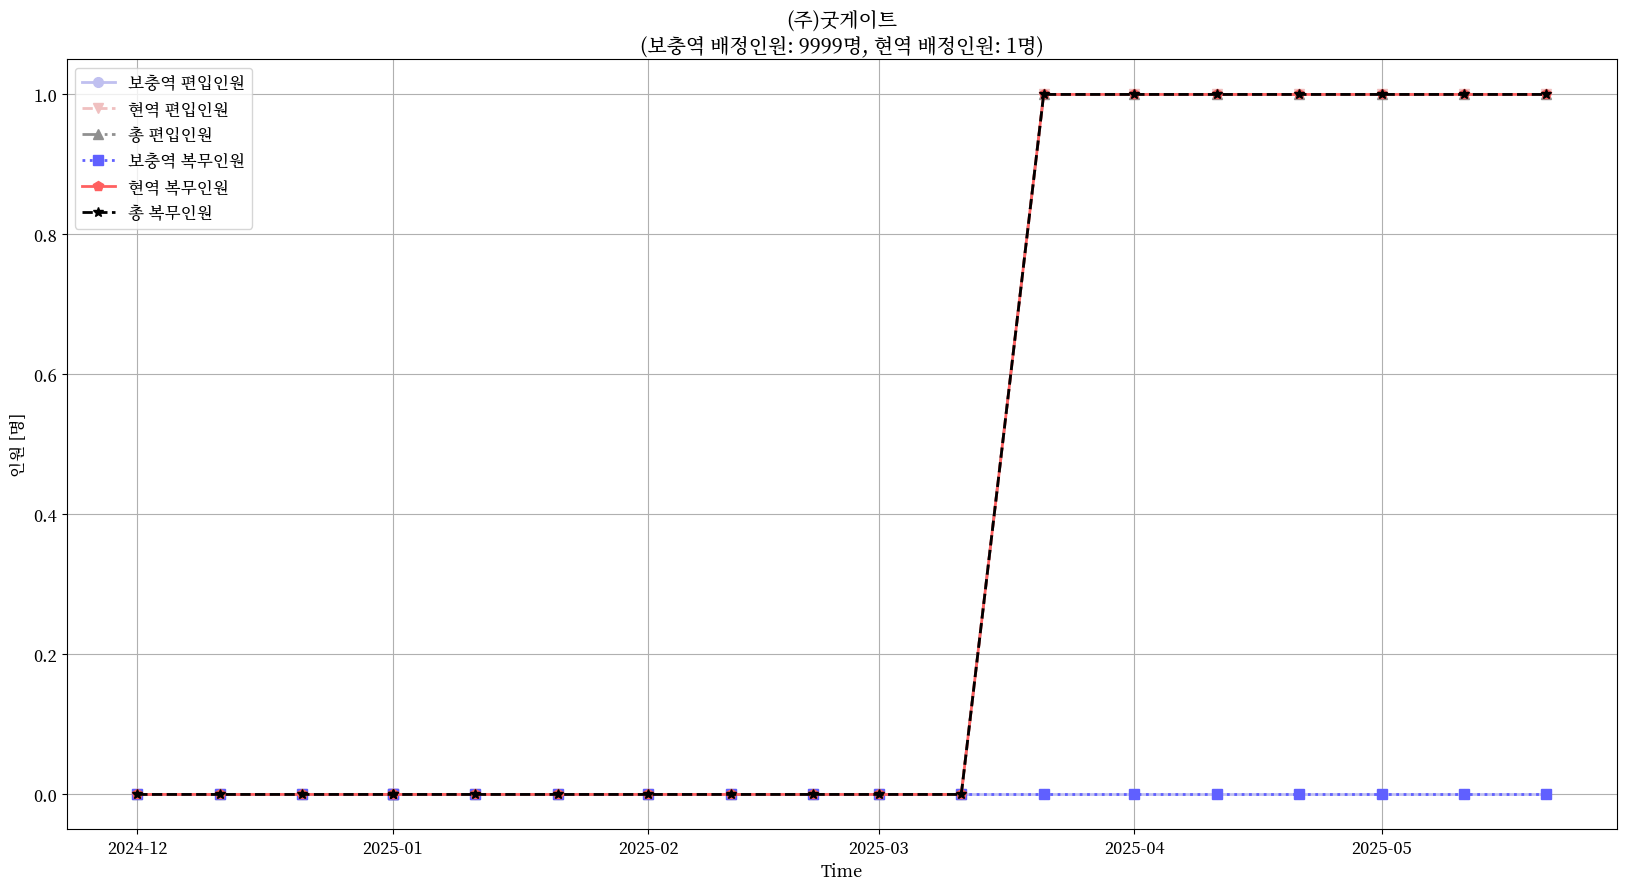 (주)굿게이트
(보충역 배정인원: 9999명, 현역 배정인원: 1명)
보충역 편입인원
현역 편입인원
총 편입인원
보충역 복무인원
현역 복무인원
총 복무인원
1.0
0.8
0.6
0.4
0.2
0.0
인원 [명]
2024-12
2025-01
2025-02
2025-03
2025-04
2025-05
Time